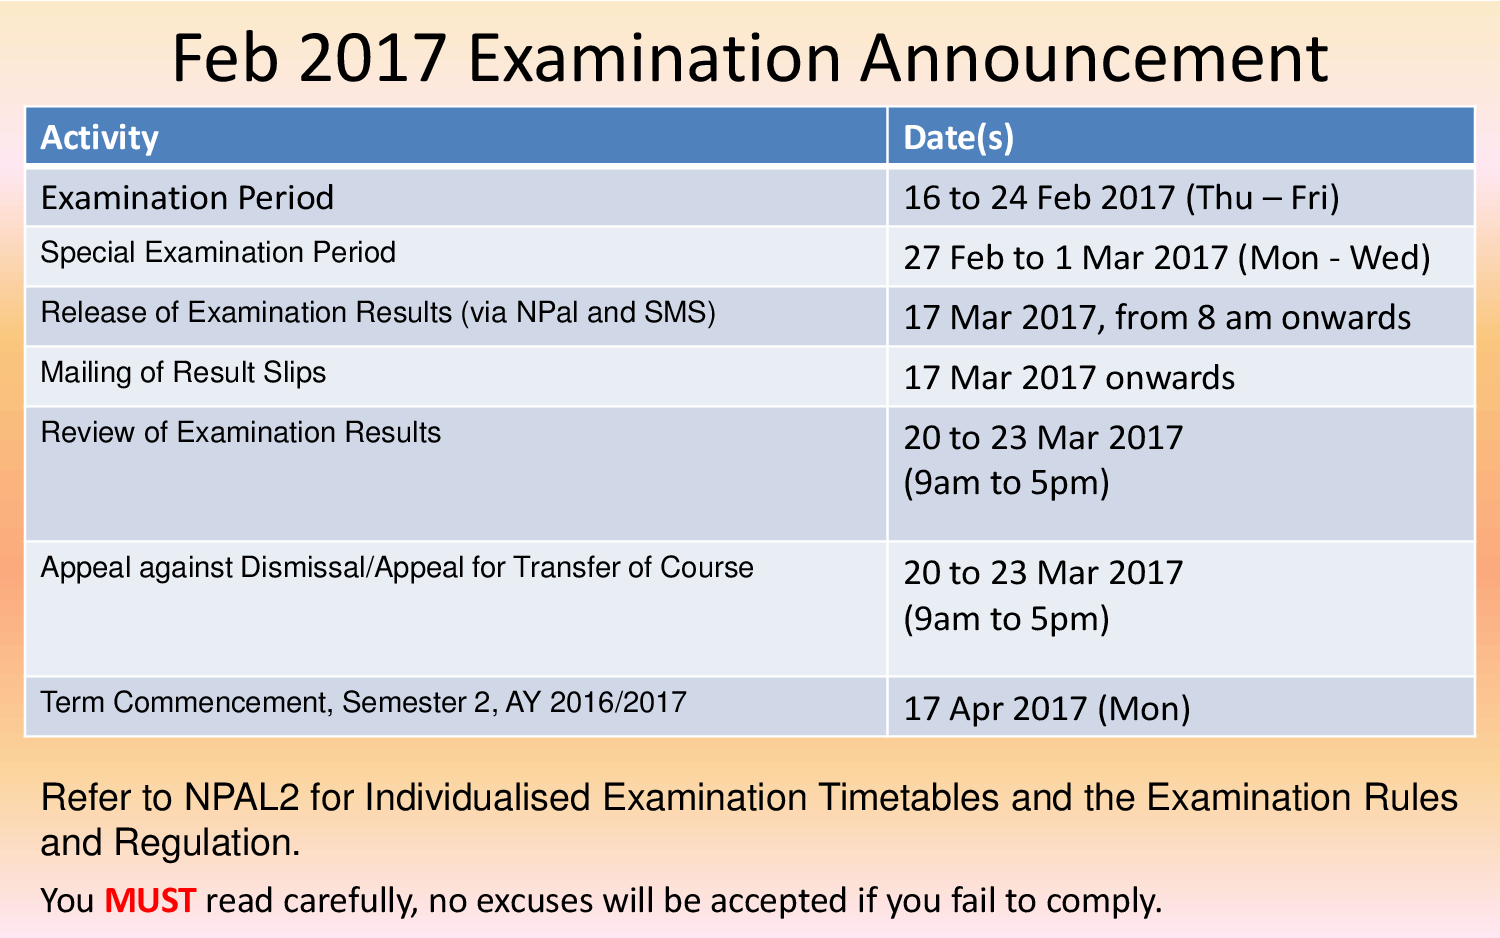 Feb 2017 Examination Announcement
Activity Date(s)
Examination Period 16 to 24 Feb 2017 (Thu – Fri)
Special Examination Period 27 Feb to 1 Mar 2017 (Mon - Wed)
Release of Examination Results (via NPal and SMS) 17 Mar 2017, from 8 am onwards
Mailing of Result Slips 17 Mar 2017 onwards
Review of Examination Results 20 to 23 Mar 2017
(9am to 5pm)
Appeal against Dismissal/Appeal for Transfer of Course 20 to 23 Mar 2017
(9am to 5pm)
Term Commencement, Semester 2, AY 2016/2017 17 Apr 2017 (Mon)
Refer to NPAL2 for Individualised Examination Timetables and the Examination Rules
and Regulation.
You MUST read carefully, no excuses will be accepted if you fail to comply.